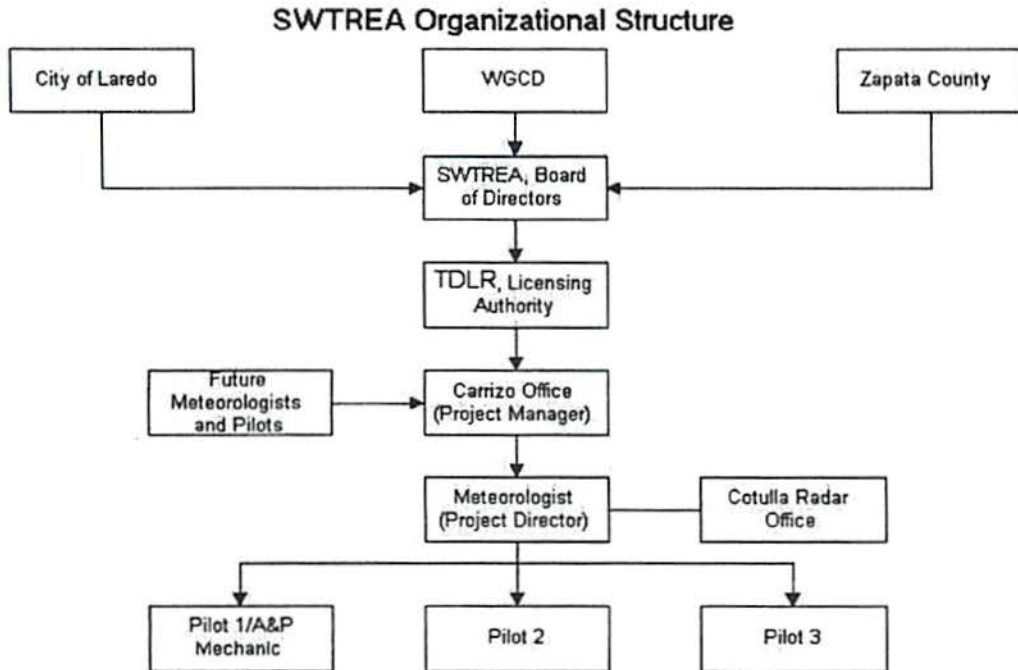 SWTREA Organizational Structure
City of Laredo
WGCD
Zapata County
SWTREA, Board
of Directors
TDLR, Licensing
Authority
Future
Meteorologists
and Pilots
Carrizo Office
(Project Manager)
Meteorologist
(Project Director)
Cotulla Radar
Office
Pilot 1/A&P
Mechanic
Pilot 2
Pilot 3